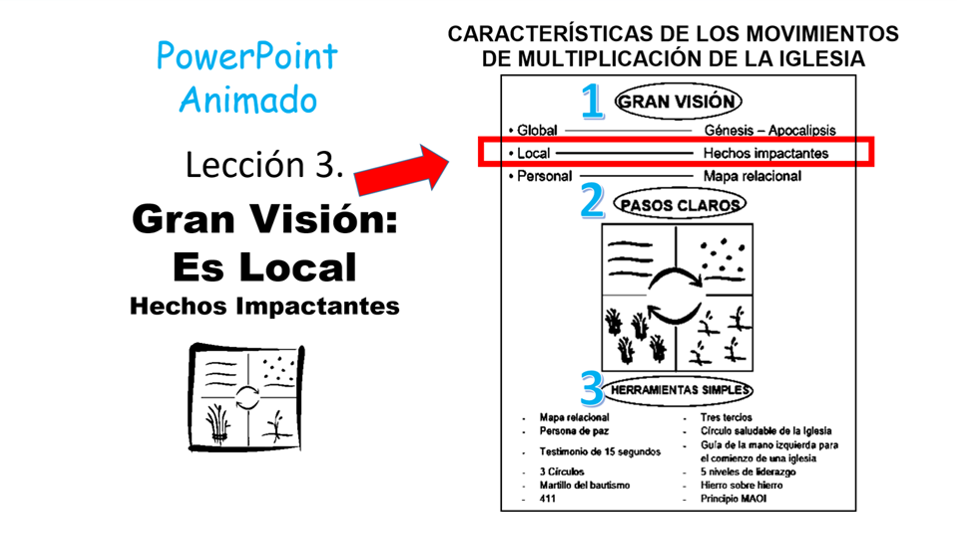 PowerPoint
Animado
Lección 3.
Gran Visión:
Es Local
Hechos Impactantes
CARACTERÍSTICAS DE LOS MOVIMIENTOS
DE MULTIPLICACIÓN DE LA IGLESIA
1 GRAN VISIÓN
• Global Génesis – Apocalipsis
• Local Hechos impactantes
• Personal Mapa relacional
2 PASOS CLAROS
3 HERRAMIENTAS SIMPLES
- Mapa relacional
- Persona de paz
- Testimonio de 15 segundos
- 3 Círculos
- Martillo del bautismo
- 411
- Tres tercios
- Círculo saludable de la Iglesia
- Guía de la mano izquierda para
el comienzo de una iglesia
- 5 niveles de liderazgo
- Hierro sobre hierro
- Principio MAOI